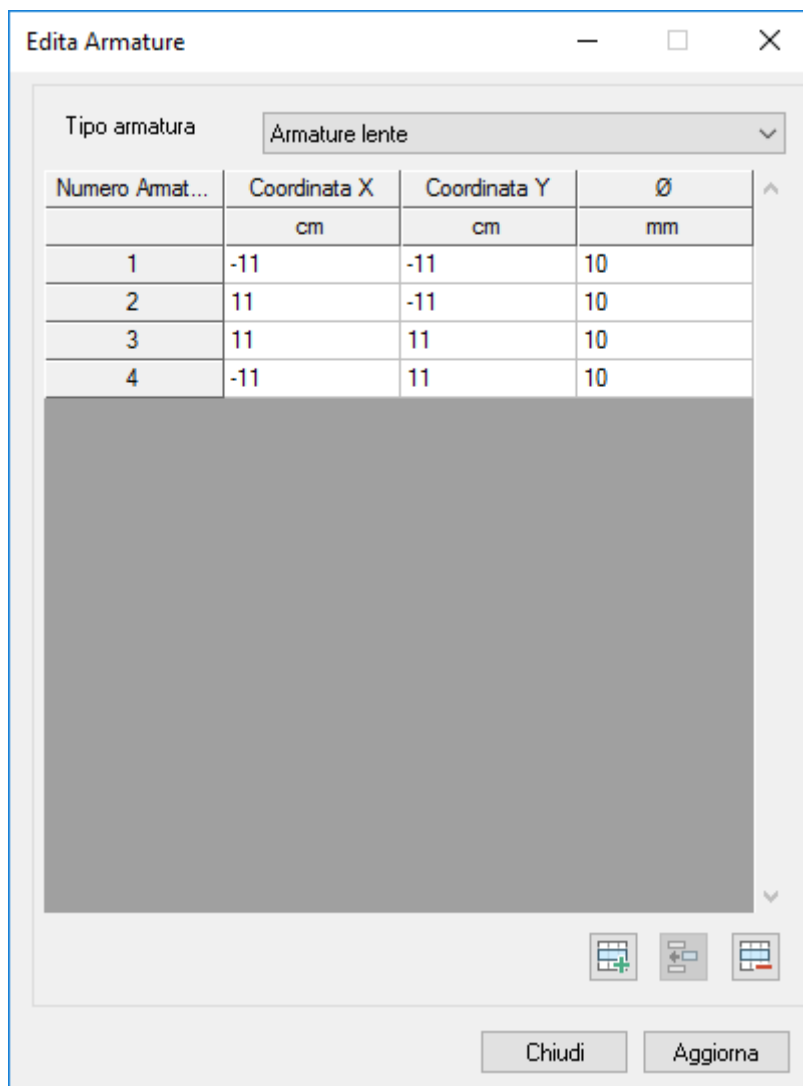 Edita Armature
Tipo armatura Armature lente
Numero Armat... Coordinata X Coordinata Y Ø
cm cm mm
1 -11 -11 10
2 11 -11 10
3 11 11 10
4 -11 11 10
Chiudi Aggiorna